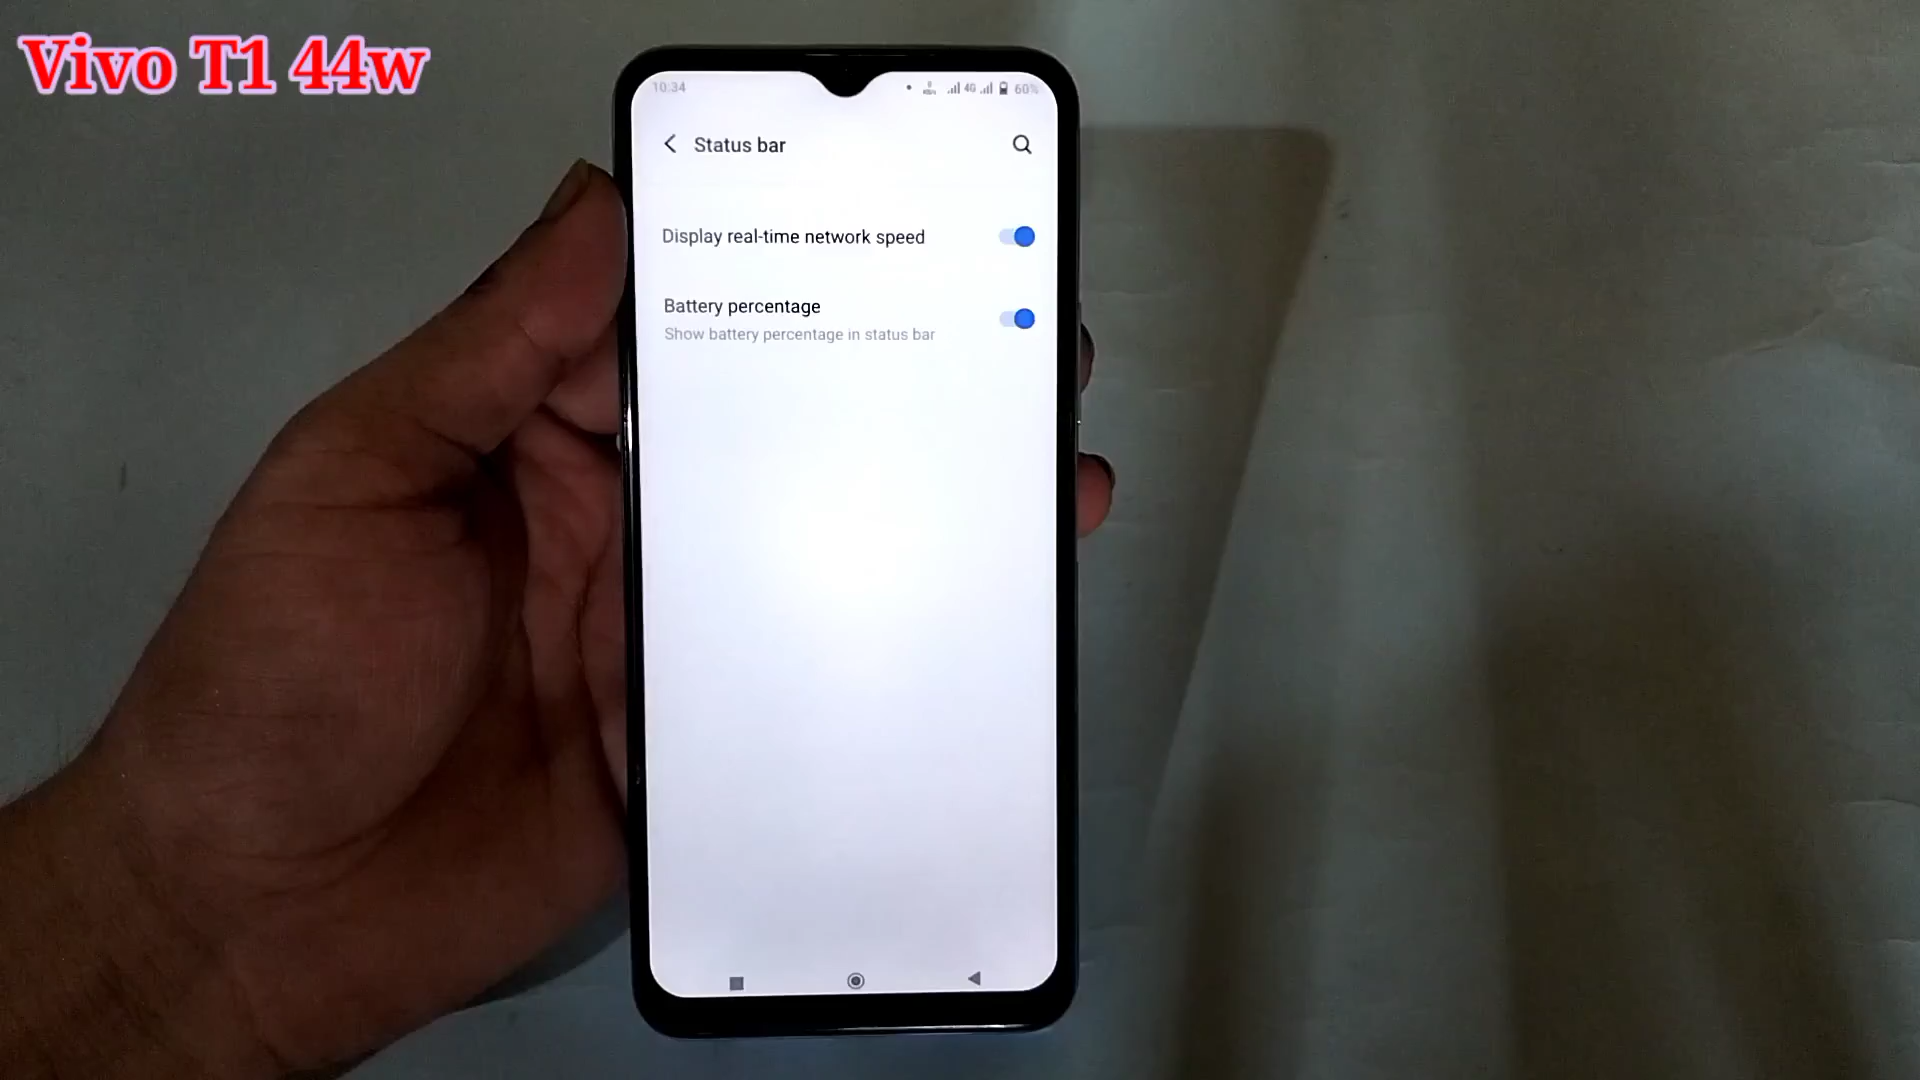 Vivo T1 44w
10:34
4G 60%
Status bar
Display real-time network speed
Battery percentage
Show battery percentage in status bar